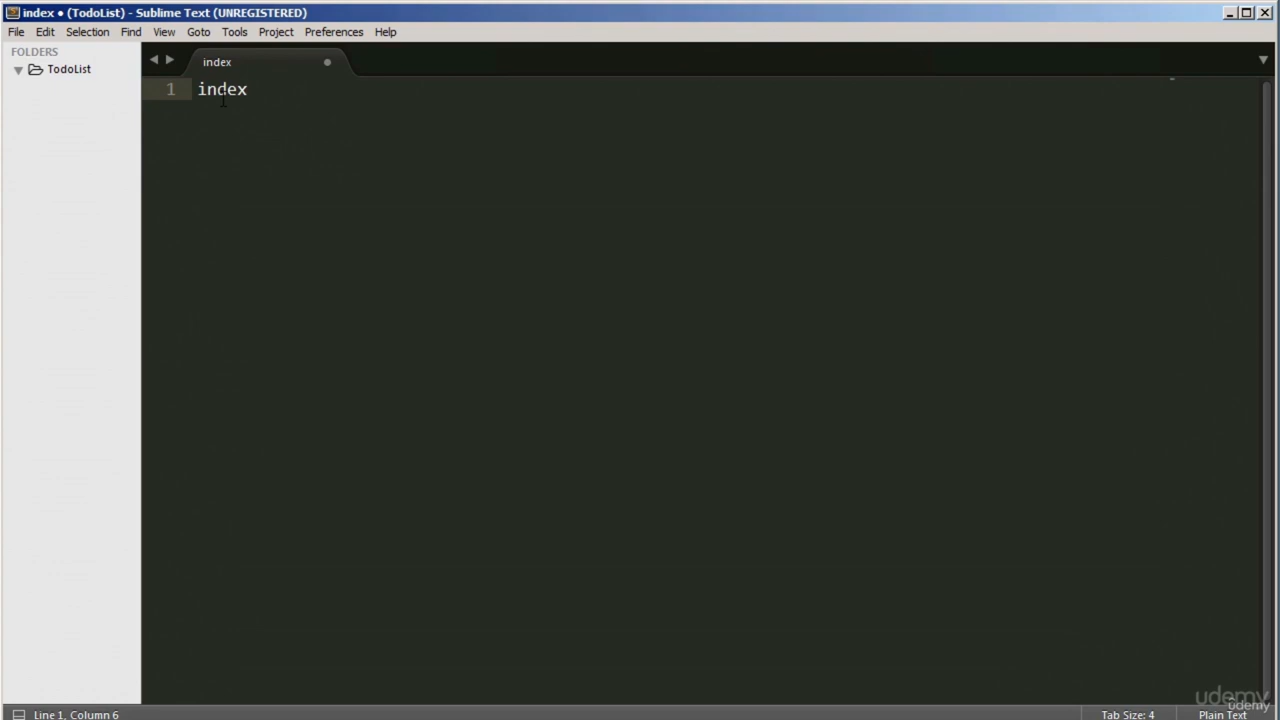 index • (TodoList) - Sublime Text (UNREGISTERED)
File Edit Selection View Find Goto Tools Project Preferences Help
FOLDERS
TodoList
index
1 index
udemy
udemy
Line 1, Column 6
Tab Size: 4
Plain Text